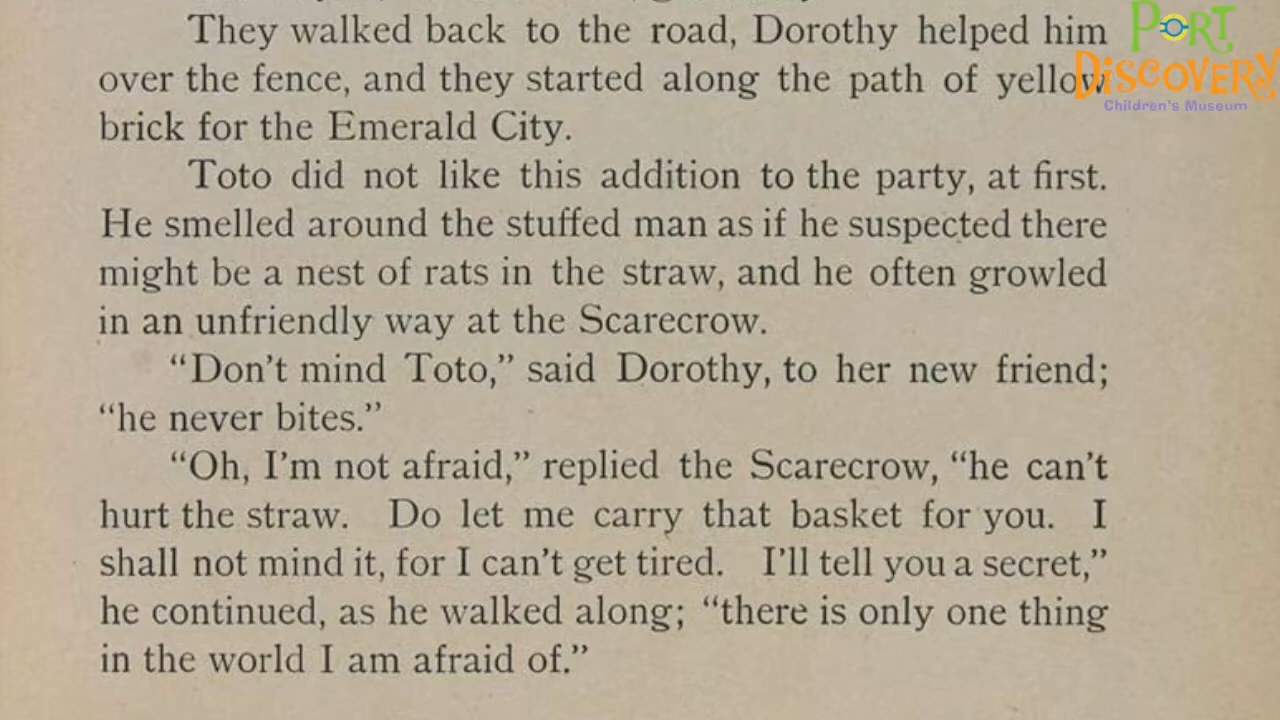 They walked back to the road, Dorothy helped him
over the fence, and they started along the path of yellow
brick for the Emerald City.
Toto did not like this addition to the party, at first.
He smelled around the stuffed man as if he suspected there
might be a nest of rats in the straw, and he often growled
in an unfriendly way at the Scarecrow.
“Don't mind Toto,” said Dorothy, to her new friend;
“he never bites.”
“Oh, I'm not afraid,” replied the Scarecrow, “he can't
hurt the straw. Do let me carry that basket for you. I
shall not mind it, for I can't get tired. I'll tell you a secret,”
he continued, as he walked along; “there is only one thing
in the world I am afraid of.”
PORT
DISCOVERY
Children's Museum